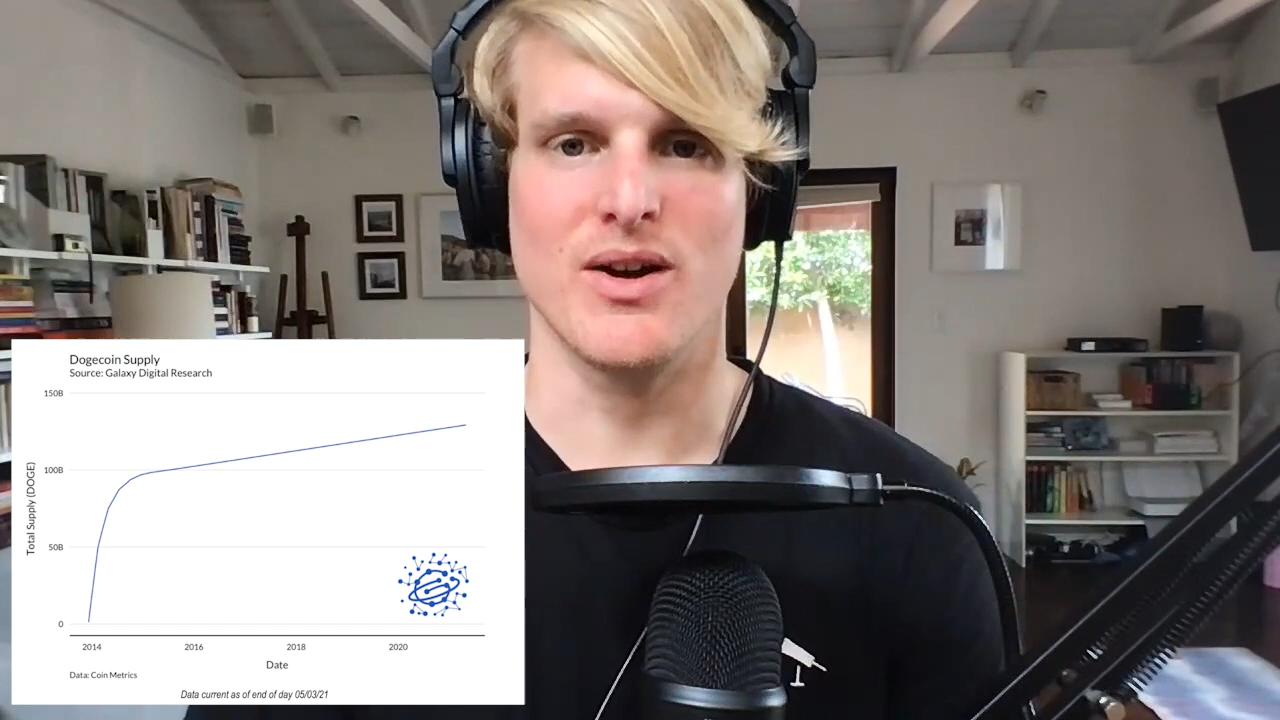 Dogecoin Supply
Source: Galaxy Digital Research
150B
100B
50B
0
Total Supply (DOGE)
2014 2016 2018 2020
Date
Data: Coin Metrics
Data current as of end of day 05/03/21